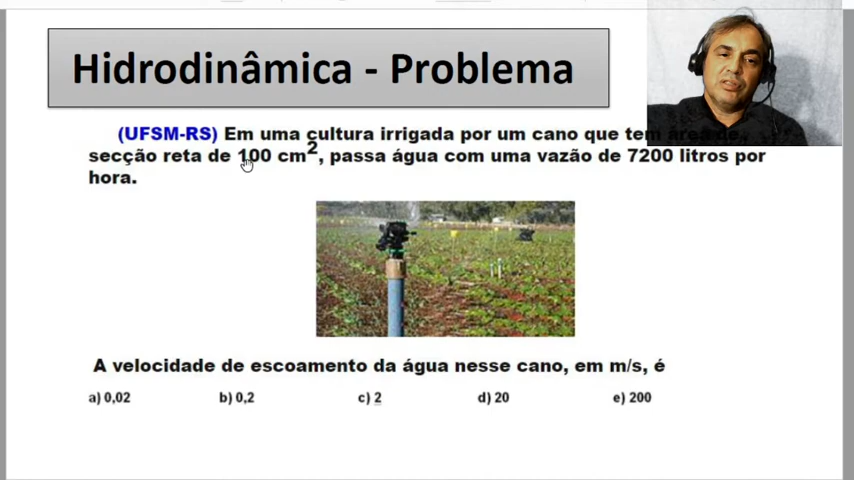 Hidrodinâmica - Problema
(UFSM-RS) Em uma cultura irrigada por um cano que tem área de
secção reta de 100 cm², passa água com uma vazão de 7200 litros por
hora.
A velocidade de escoamento da água nesse cano, em m/s, é
a) 0,02 b) 0,2 c) 2 d) 20 e) 200